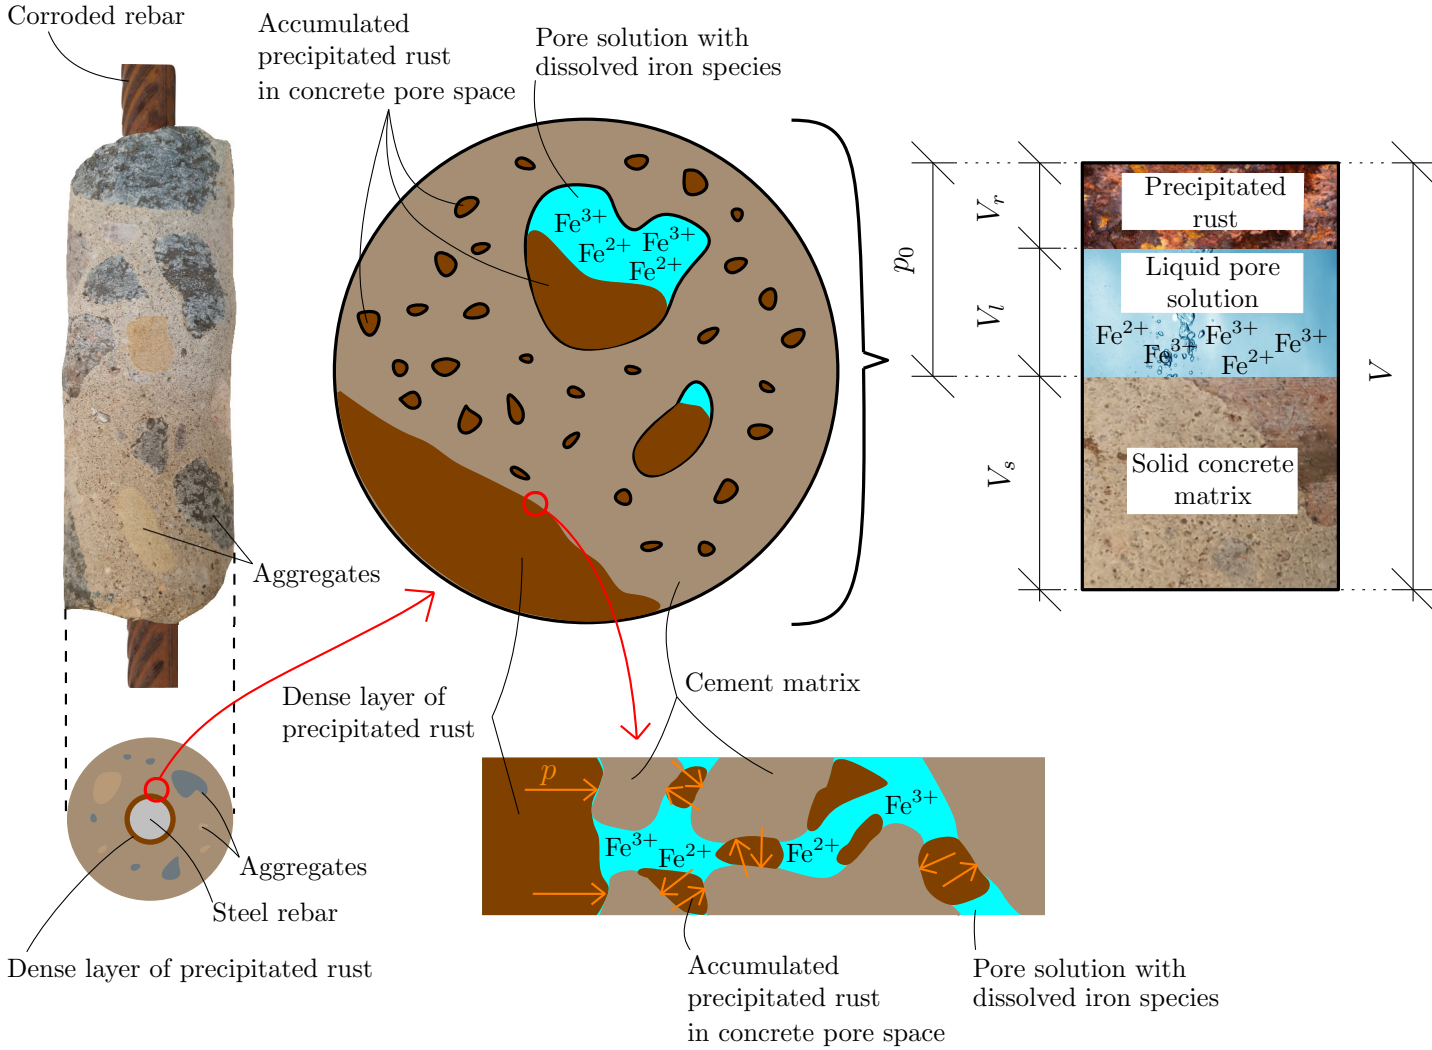 Corroded rebar
Accumulated
precipitated rust
in concrete pore space
Pore solution with
dissolved iron species
Fe³⁺
Fe²⁺
Fe³⁺
Fe²⁺
Aggregates
Dense layer of
precipitated rust
Cement matrix
p₀
Vᵣ
Vₗ
Vₛ
V
Precipitated
rust
Liquid pore
solution
Fe²⁺
Fe³⁺
Fe³⁺
Fe²⁺
Fe³⁺
Solid concrete
matrix
Aggregates
Steel rebar
Dense layer of precipitated rust
p
Fe³⁺
Fe²⁺
Fe²⁺
Fe³⁺
Accumulated
precipitated rust
in concrete pore space
Pore solution with
dissolved iron species